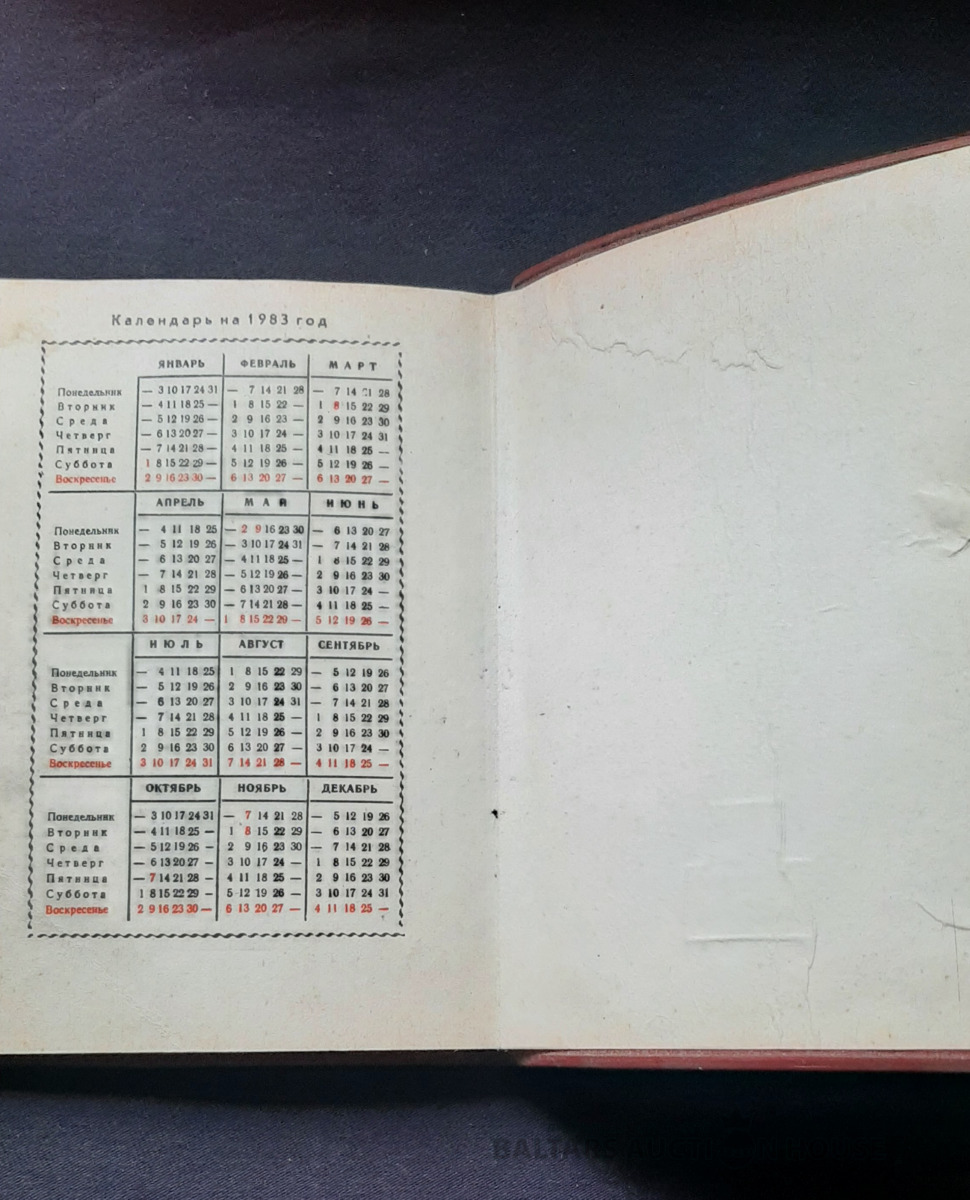 Календарь на 1983 год
ЯНВАРЬ ФЕВРАЛЬ МАРТ
Понедельник — 3 10 17 24 31 — 7 14 21 28 — 7 14 21 28
Вторник — 4 11 18 25 — 1 8 15 22 — 1 8 15 22 29
Среда — 5 12 19 26 — 2 9 16 23 — 2 9 16 23 30
Четверг — 6 13 20 27 — 3 10 17 24 — 3 10 17 24 31
Пятница — 7 14 21 28 — 4 11 18 25 — 4 11 18 25 —
Суббота 1 8 15 22 29 — 5 12 19 26 — 5 12 19 26 —
Воскресенье 2 9 16 23 30 — 6 13 20 27 — 6 13 20 27 —
АПРЕЛЬ МАЙ ИЮНЬ
Понедельник — 4 11 18 25 — 2 9 16 23 30 — 6 13 20 27
Вторник — 5 12 19 26 — 3 10 17 24 31 — 7 14 21 28
Среда — 6 13 20 27 — 4 11 18 25 — 1 8 15 22 29
Четверг — 7 14 21 28 — 5 12 19 26 — 2 9 16 23 30
Пятница 1 8 15 22 29 — 6 13 20 27 — 3 10 17 24 —
Суббота 2 9 16 23 30 — 7 14 21 28 — 4 11 18 25 —
Воскресенье 3 10 17 24 — 1 8 15 22 29 — 5 12 19 26 —
ИЮЛЬ АВГУСТ СЕНТЯБРЬ
Понедельник — 4 11 18 25 1 8 15 22 29 — 5 12 19 26
Вторник — 5 12 19 26 2 9 16 23 30 — 6 13 20 27
Среда — 6 13 20 27 3 10 17 24 31 — 7 14 21 28
Четверг — 7 14 21 28 4 11 18 25 — 1 8 15 22 29
Пятница 1 8 15 22 29 5 12 19 26 — 2 9 16 23 30
Суббота 2 9 16 23 30 6 13 20 27 — 3 10 17 24 —
Воскресенье 3 10 17 24 31 7 14 21 28 — 4 11 18 25 —
ОКТЯБРЬ НОЯБРЬ ДЕКАБРЬ
Понедельник — 3 10 17 24 31 — 7 14 21 28 — 5 12 19 26
Вторник — 4 11 18 25 — 1 8 15 22 29 — 6 13 20 27
Среда — 5 12 19 26 — 2 9 16 23 30 — 7 14 21 28
Четверг — 6 13 20 27 — 3 10 17 24 — 1 8 15 22 29
Пятница — 7 14 21 28 — 4 11 18 25 — 2 9 16 23 30
Суббота 1 8 15 22 29 — 5 12 19 26 — 3 10 17 24 31
Воскресенье 2 9 16 23 30 — 6 13 20 27 — 4 11 18 25 —